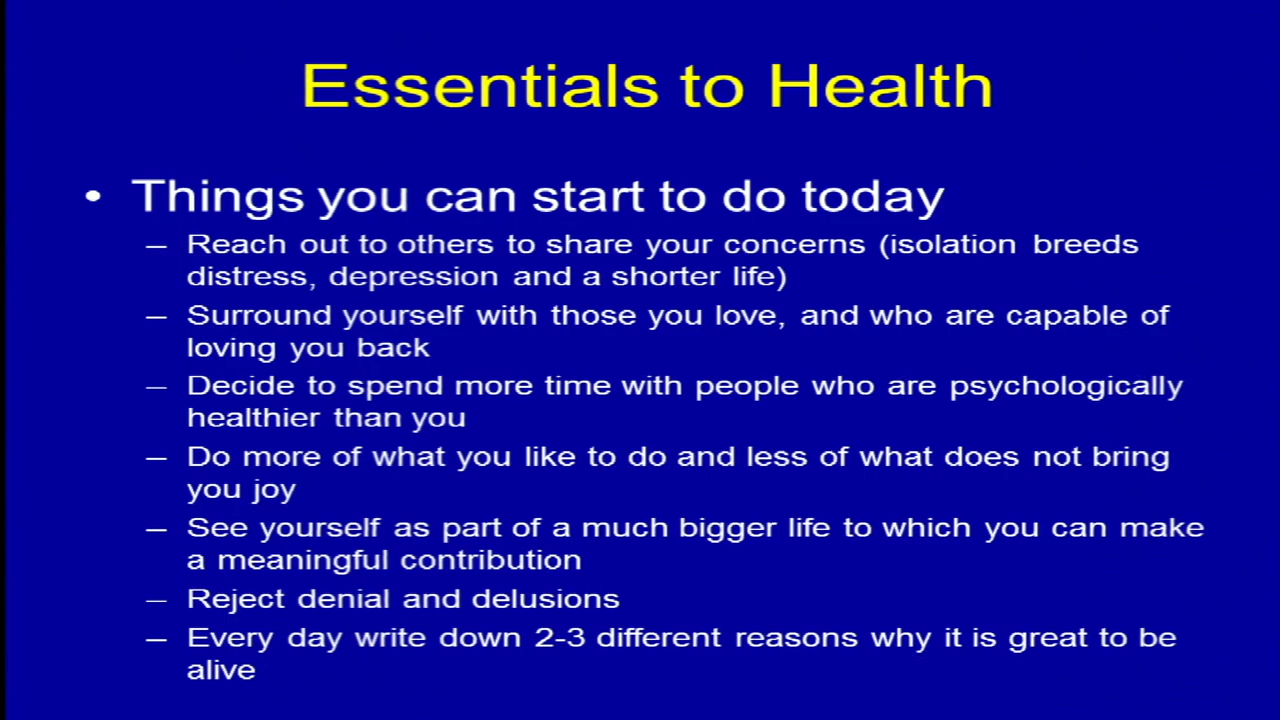 Essentials to Health
• Things you can start to do today
– Reach out to others to share your concerns (isolation breeds
distress, depression and a shorter life)
– Surround yourself with those you love, and who are capable of
loving you back
– Decide to spend more time with people who are psychologically
healthier than you
– Do more of what you like to do and less of what does not bring
you joy
– See yourself as part of a much bigger life to which you can make
a meaningful contribution
– Reject denial and delusions
– Every day write down 2-3 different reasons why it is great to be
alive